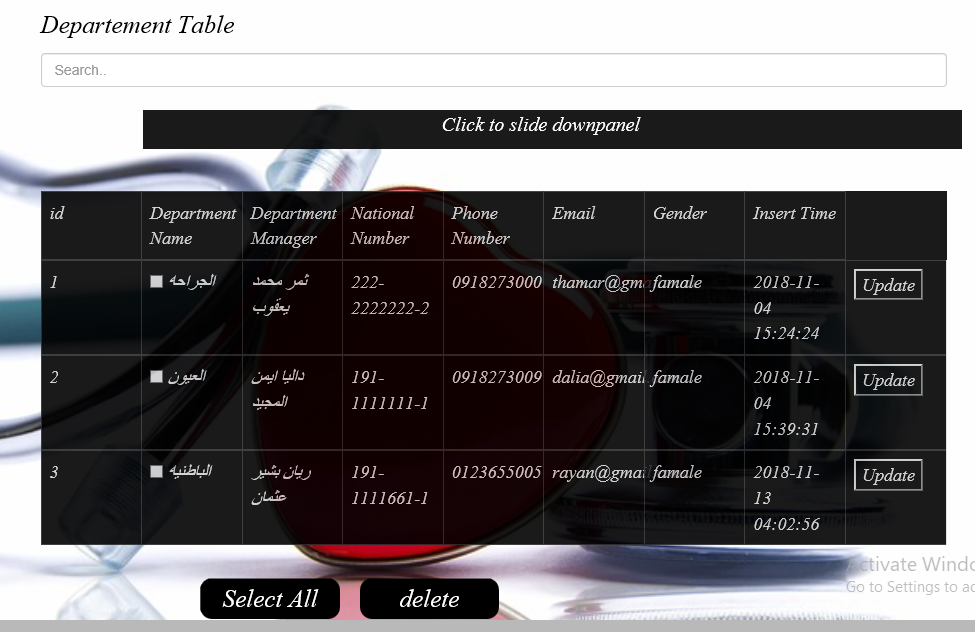 Departement Table
Search..
Click to slide downpanel
id Department Name Department Manager National Number Phone Number Email Gender Insert Time
1 الجراحه ثمر محمد يعقوب 222-2222222-2 0918273000 thamar@gm famale 2018-11-04 15:24:24 Update
2 العيون داليا ايمن المجيد 191-1111111-1 0918273009 dalia@gmail. famale 2018-11-04 15:39:31 Update
3 الباطنيه ريان بشير عثمان 191-1111661-1 0123655005 rayan@gmai famale 2018-11-13 04:02:56 Update
Activate Windo
Go to Settings to ac
Select All delete